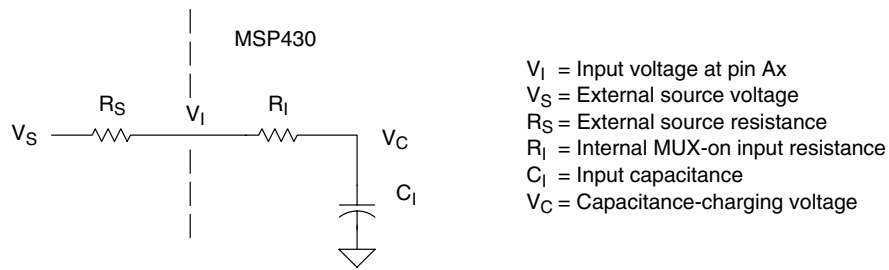 MSP430
R_S
V_I
R_I
V_S
V_C
C_I
V_I = Input voltage at pin Ax
V_S = External source voltage
R_S = External source resistance
R_I = Internal MUX-on input resistance
C_I = Input capacitance
V_C = Capacitance-charging voltage